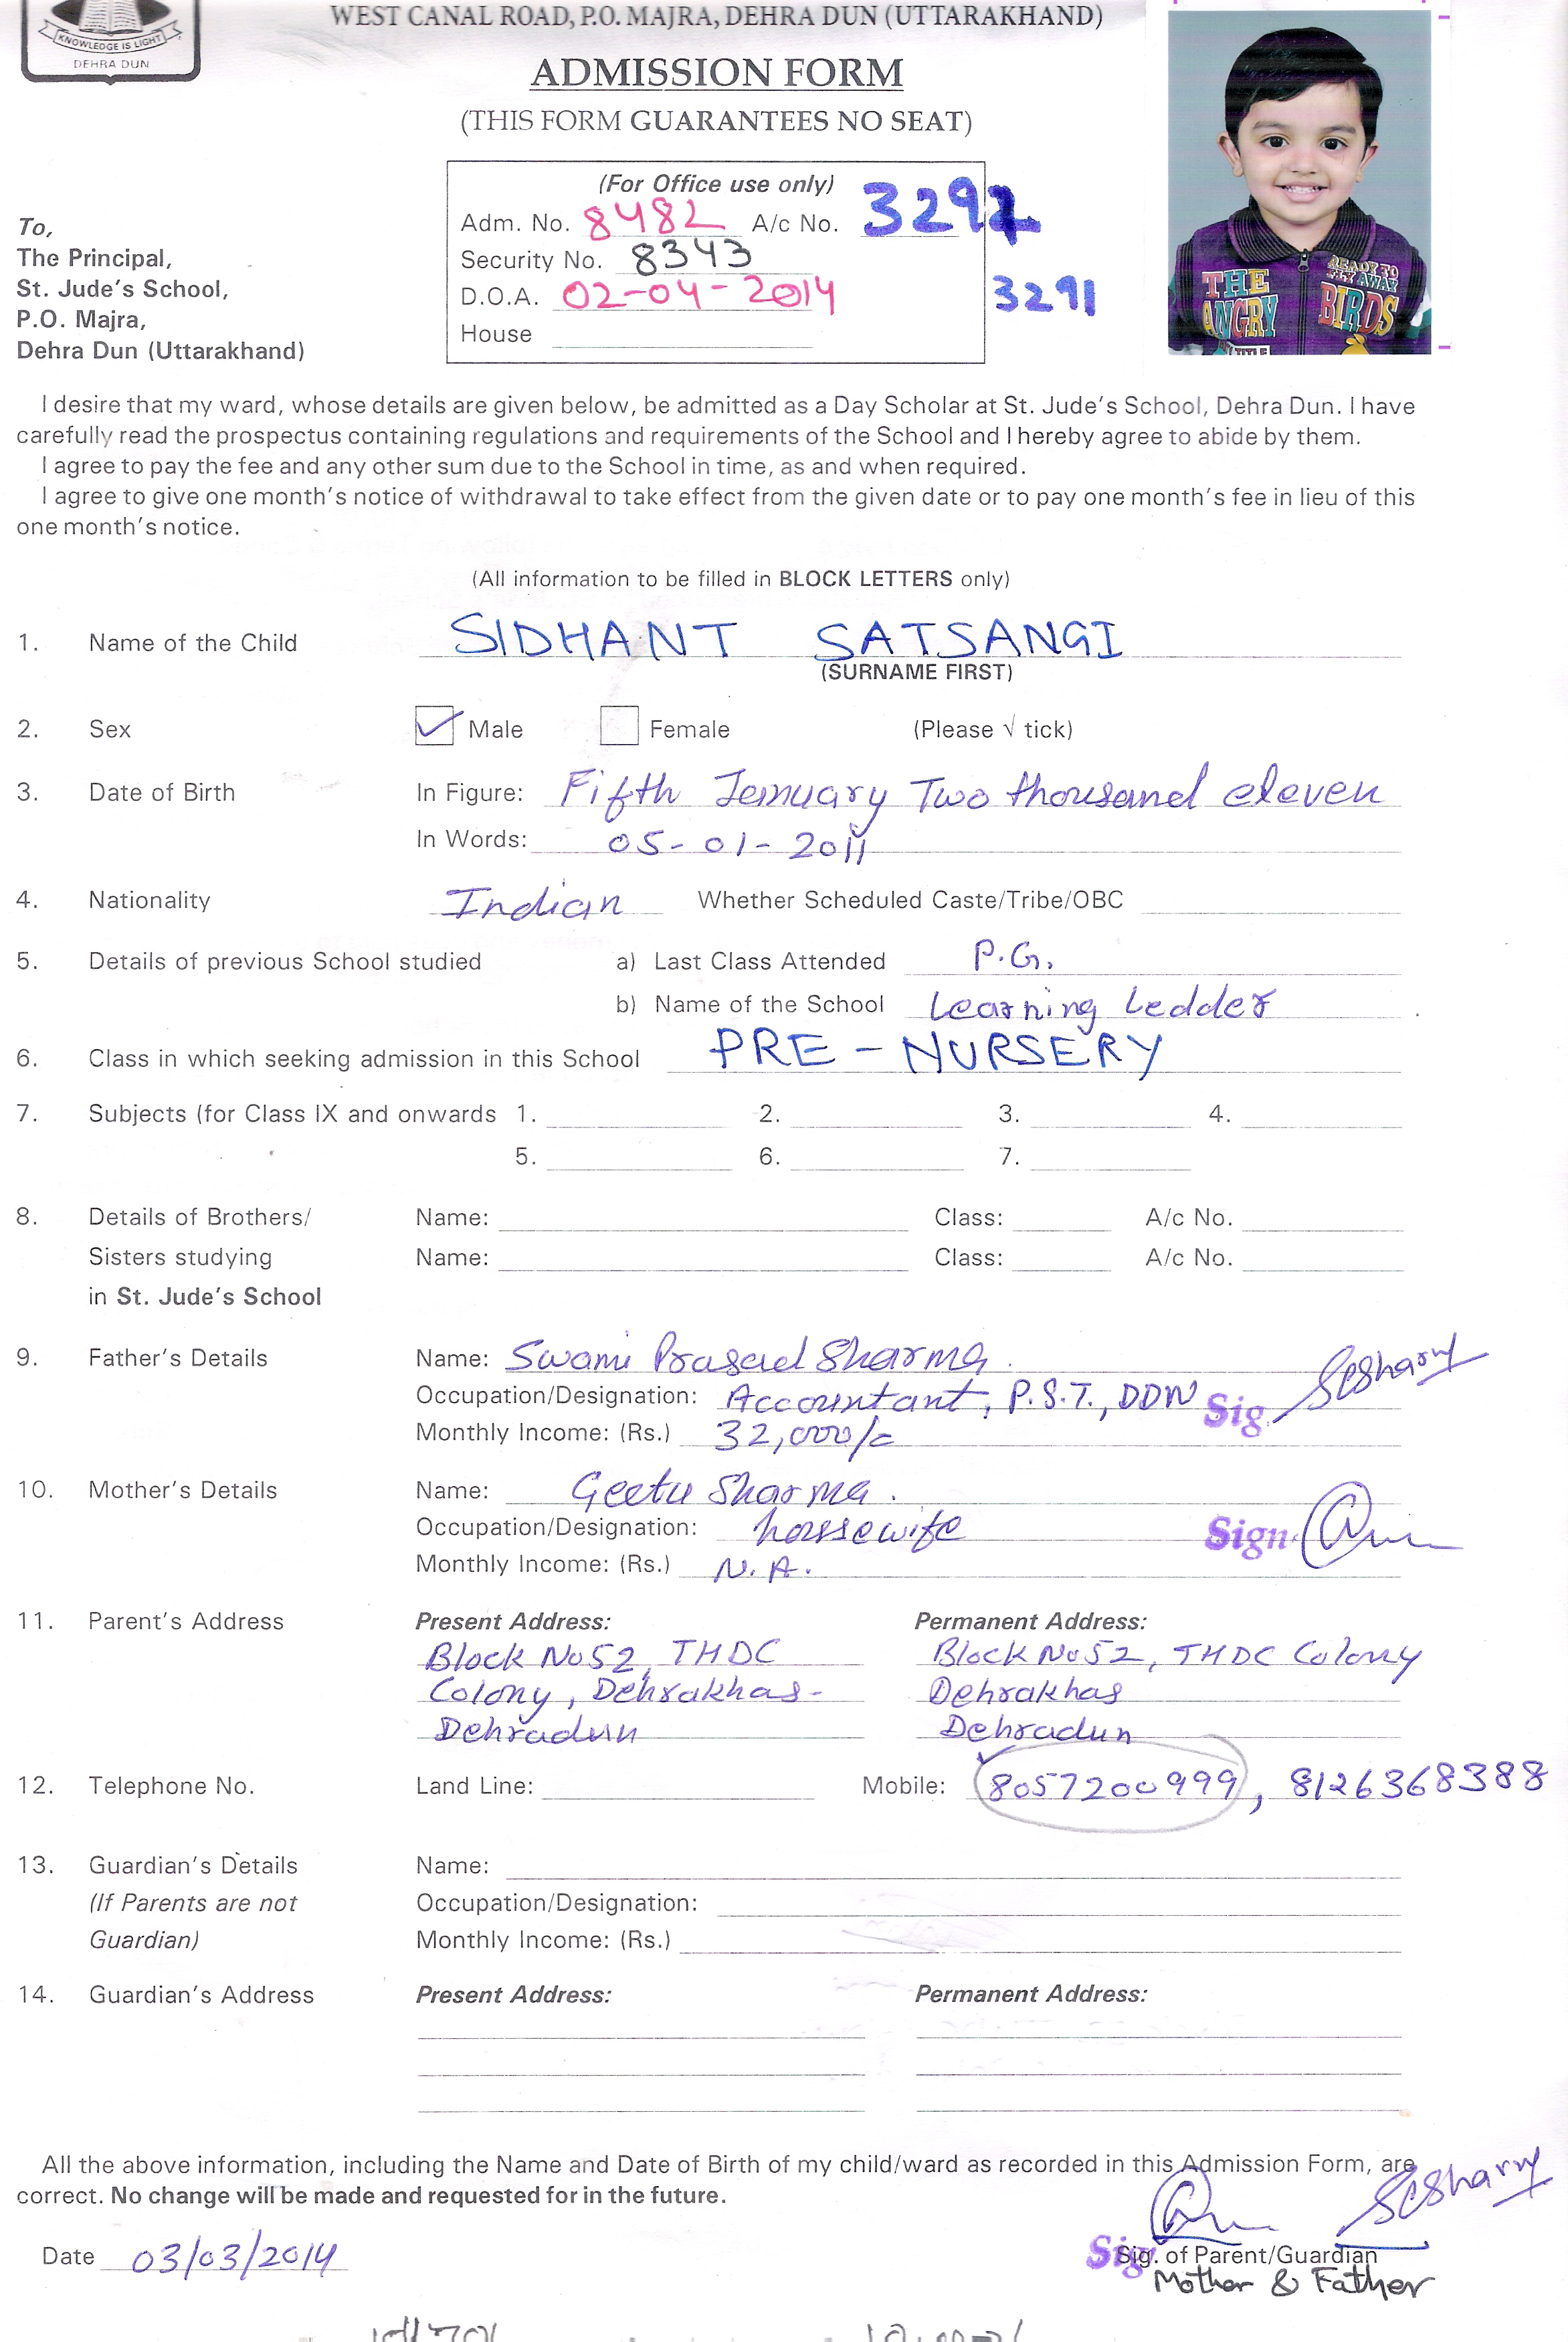 KNOWLEDGE IS LIGHT
DEHRA DUN
WEST CANAL ROAD, P.O. MAJRA, DEHRA DUN (UTTARAKHAND)
ADMISSION FORM
(THIS FORM GUARANTEES NO SEAT)
(For Office use only)
Adm. No. 8482 A/c No. 3297
Security No. 8343
D.O.A. 02-04-2014 3291
House
THE ANGRY BIRDS
READY TO FLY AWAY
To,
The Principal,
St. Jude's School,
P.O. Majra,
Dehra Dun (Uttarakhand)
I desire that my ward, whose details are given below, be admitted as a Day Scholar at St. Jude's School, Dehra Dun. I have
carefully read the prospectus containing regulations and requirements of the School and I hereby agree to abide by them.
I agree to pay the fee and any other sum due to the School in time, as and when required.
I agree to give one month's notice of withdrawal to take effect from the given date or to pay one month's fee in lieu of this
one month's notice.
(All information to be filled in BLOCK LETTERS only)
1. Name of the Child SIDHANT SATSANGI
(SURNAME FIRST)
2. Sex ✓ Male Female (Please √ tick)
3. Date of Birth In Figure: Fifth Jemuary Two thousand eleven
In Words: 05-01-2011
4. Nationality Indian Whether Scheduled Caste/Tribe/OBC
5. Details of previous School studied a) Last Class Attended P.G.
b) Name of the School Learning Ledder
6. Class in which seeking admission in this School PRE-NURSERY
7. Subjects (for Class IX and onwards 1. 2. 3. 4.
5. 6. 7.
8. Details of Brothers/ Name: Class: A/c No.
Sisters studying Name: Class: A/c No.
in St. Jude's School
9. Father's Details Name: Swami Prasad Sharma.
Occupation/Designation: Accountant, P.S.T., DDN Sig.
Monthly Income: (Rs.) 32,000/=
10. Mother's Details Name: Geeta Sharma.
Occupation/Designation: housewife Sign.
Monthly Income: (Rs.) N.A.
11. Parent's Address Present Address: Permanent Address:
Block No 52, THDC Block No 52, THDC Colony
Colony, Dehrakhas- Dehrakhas
Dehradun Dehradun
12. Telephone No. Land Line: Mobile: 8057200999, 8126368388
13. Guardian's Details Name:
(If Parents are not Occupation/Designation:
Guardian) Monthly Income: (Rs.)
14. Guardian's Address Present Address: Permanent Address:
All the above information, including the Name and Date of Birth of my child/ward as recorded in this Admission Form, are
correct. No change will be made and requested for in the future.
Date 03/03/2014 Sig. of Parent/Guardian
Mother & Father